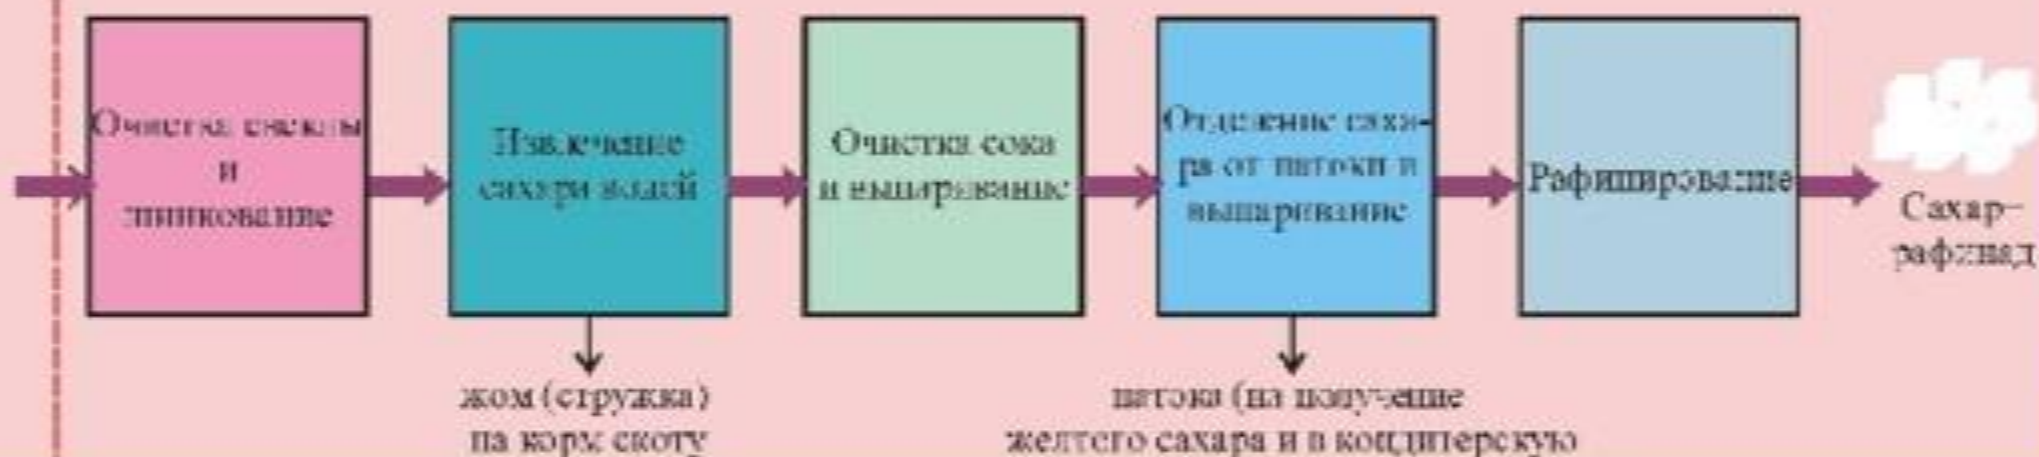 Очистка свеклы
и
шинкование
Извлечение
сахара водой
Очистка сока
и выпаривание
Отделение саха-
ра от патоки и
выпаривание
Рафинирование
Сахар–
рафинад
жом (стружка)
на корм скоту
патока (на получение
желтого сахара и в кондитерскую